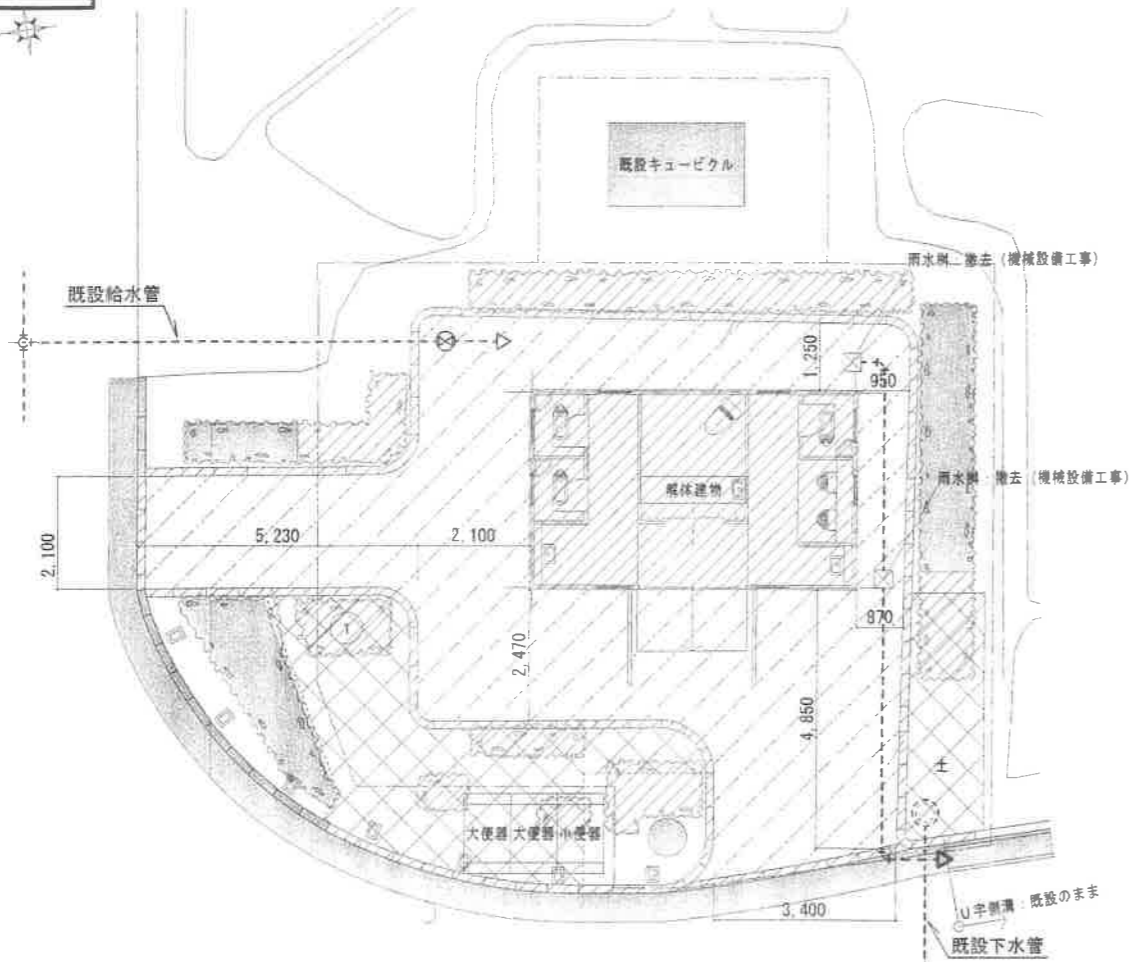 既設キュービクル
雨水桝 撤去 (機械設備工事)
既設給水管
1,250
950
解体建物
雨水桝 撤去 (機械設備工事)
2,100
5,230
2,100
870
T
2,470
4,850
土
大便器 大便器 小便器
3,400
U字側溝:既設のまま
既設下水管